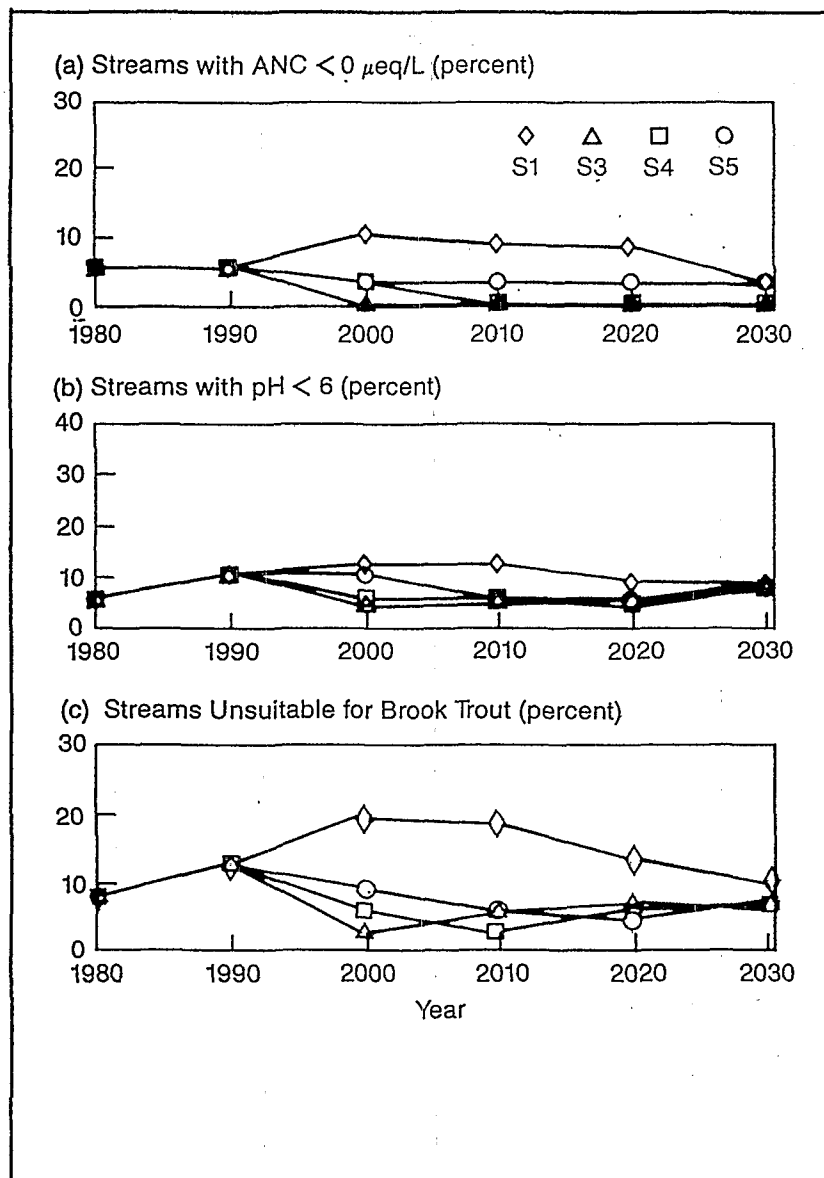 (a) Streams with ANC < 0 µeq/L (percent)
30
20
10
0
S1 S3 S4 S5
1980 1990 2000 2010 2020 2030
(b) Streams with pH < 6 (percent)
40
30
20
10
0
1980 1990 2000 2010 2020 2030
(c) Streams Unsuitable for Brook Trout (percent)
30
20
10
0
1980 1990 2000 2010 2020 2030
Year